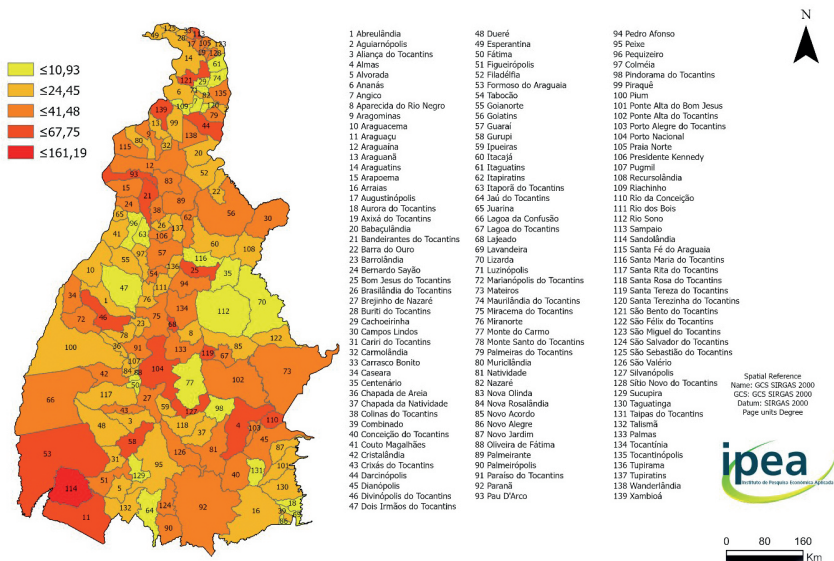 ≤10,93
≤24,45
≤41,48
≤67,75
≤161,19
1 Abreulândia
2 Aguiarnópolis
3 Aliança do Tocantins
4 Almas
5 Alvorada
6 Ananás
7 Angico
8 Aparecida do Rio Negro
9 Aragominas
10 Araguacema
11 Araguaçu
12 Araguaína
13 Araguanã
14 Araguatins
15 Arapoema
16 Arraias
17 Augustinópolis
18 Aurora do Tocantins
19 Axixá do Tocantins
20 Babaçulândia
21 Bandeirantes do Tocantins
22 Barra do Ouro
23 Barrolândia
24 Bernardo Sayão
25 Bom Jesus do Tocantins
26 Brasilândia do Tocantins
27 Brejinho de Nazaré
28 Buriti do Tocantins
29 Cachoeirinha
30 Campos Lindos
31 Cariri do Tocantins
32 Carmolândia
33 Carrasco Bonito
34 Caseara
35 Centenário
36 Chapada de Areia
37 Chapada da Natividade
38 Colinas do Tocantins
39 Combinado
40 Conceição do Tocantins
41 Couto Magalhães
42 Cristalândia
43 Crixás do Tocantins
44 Darcinópolis
45 Dianópolis
46 Divinópolis do Tocantins
47 Dois Irmãos do Tocantins
48 Dueré
49 Esperantina
50 Fátima
51 Figueirópolis
52 Filadélfia
53 Formoso do Araguaia
54 Tabocão
55 Goianorte
56 Goiatins
57 Guaraí
58 Gurupi
59 Ipueiras
60 Itacajá
61 Itaguatins
62 Itapiratins
63 Itaporã do Tocantins
64 Jaú do Tocantins
65 Juarina
66 Lagoa da Confusão
67 Lagoa do Tocantins
68 Lajeado
69 Lavandeira
70 Lizarda
71 Luzinópolis
72 Marianópolis do Tocantins
73 Mateiros
74 Maurilândia do Tocantins
75 Miracema do Tocantins
76 Miranorte
77 Monte do Carmo
78 Monte Santo do Tocantins
79 Palmeiras do Tocantins
80 Muricilândia
81 Natividade
82 Nazaré
83 Nova Olinda
84 Nova Rosalândia
85 Novo Acordo
86 Novo Alegre
87 Novo Jardim
88 Oliveira de Fátima
89 Palmeirante
90 Palmeirópolis
91 Paraíso do Tocantins
92 Paranã
93 Pau D'Arco
94 Pedro Afonso
95 Peixe
96 Pequizeiro
97 Colméia
98 Pindorama do Tocantins
99 Piraquê
100 Pium
101 Ponte Alta do Bom Jesus
102 Ponte Alta do Tocantins
103 Porto Alegre do Tocantins
104 Porto Nacional
105 Praia Norte
106 Presidente Kennedy
107 Pugmil
108 Recursolândia
109 Riachinho
110 Rio da Conceição
111 Rio dos Bois
112 Rio Sono
113 Sampaio
114 Sandolândia
115 Santa Fé do Araguaia
116 Santa Maria do Tocantins
117 Santa Rita do Tocantins
118 Santa Rosa do Tocantins
119 Santa Tereza do Tocantins
120 Santa Terezinha do Tocantins
121 São Bento do Tocantins
122 São Félix do Tocantins
123 São Miguel do Tocantins
124 São Salvador do Tocantins
125 São Sebastião do Tocantins
126 São Valério
127 Silvanópolis
128 Sítio Novo do Tocantins
129 Sucupira
130 Taguatinga
131 Taipas do Tocantins
132 Talismã
133 Palmas
134 Tocantínia
135 Tocantinópolis
136 Tupirama
137 Tupiratins
138 Wanderlândia
139 Xambioá
N
Spatial Reference
Name: GCS SIRGAS 2000
GCS: GCS SIRGAS 2000
Datum: SIRGAS 2000
Page units Degree
ipea
Instituto de Pesquisa Econômica Aplicada
0 80 160
Km